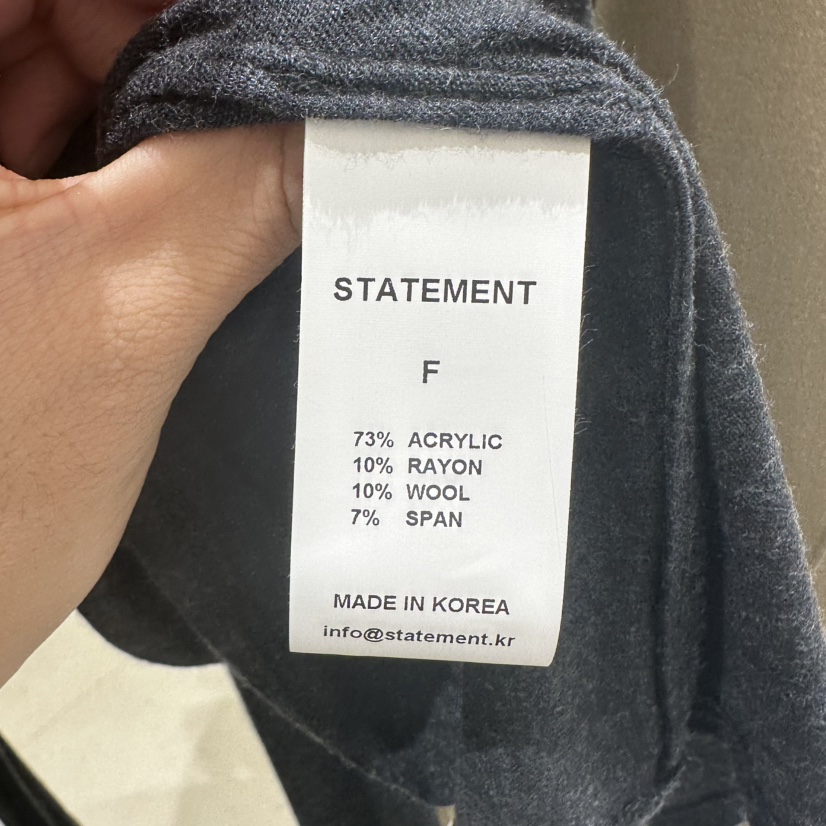 STATEMENT
F
73% ACRYLIC
10% RAYON
10% WOOL
7% SPAN
MADE IN KOREA
info@statement.kr